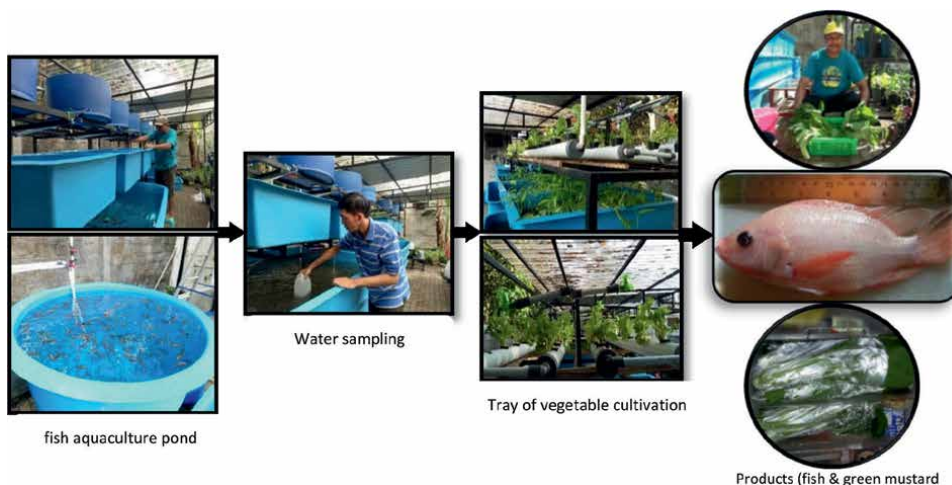 fish aquaculture pond
Water sampling
Tray of vegetable cultivation
Products (fish & green mustard